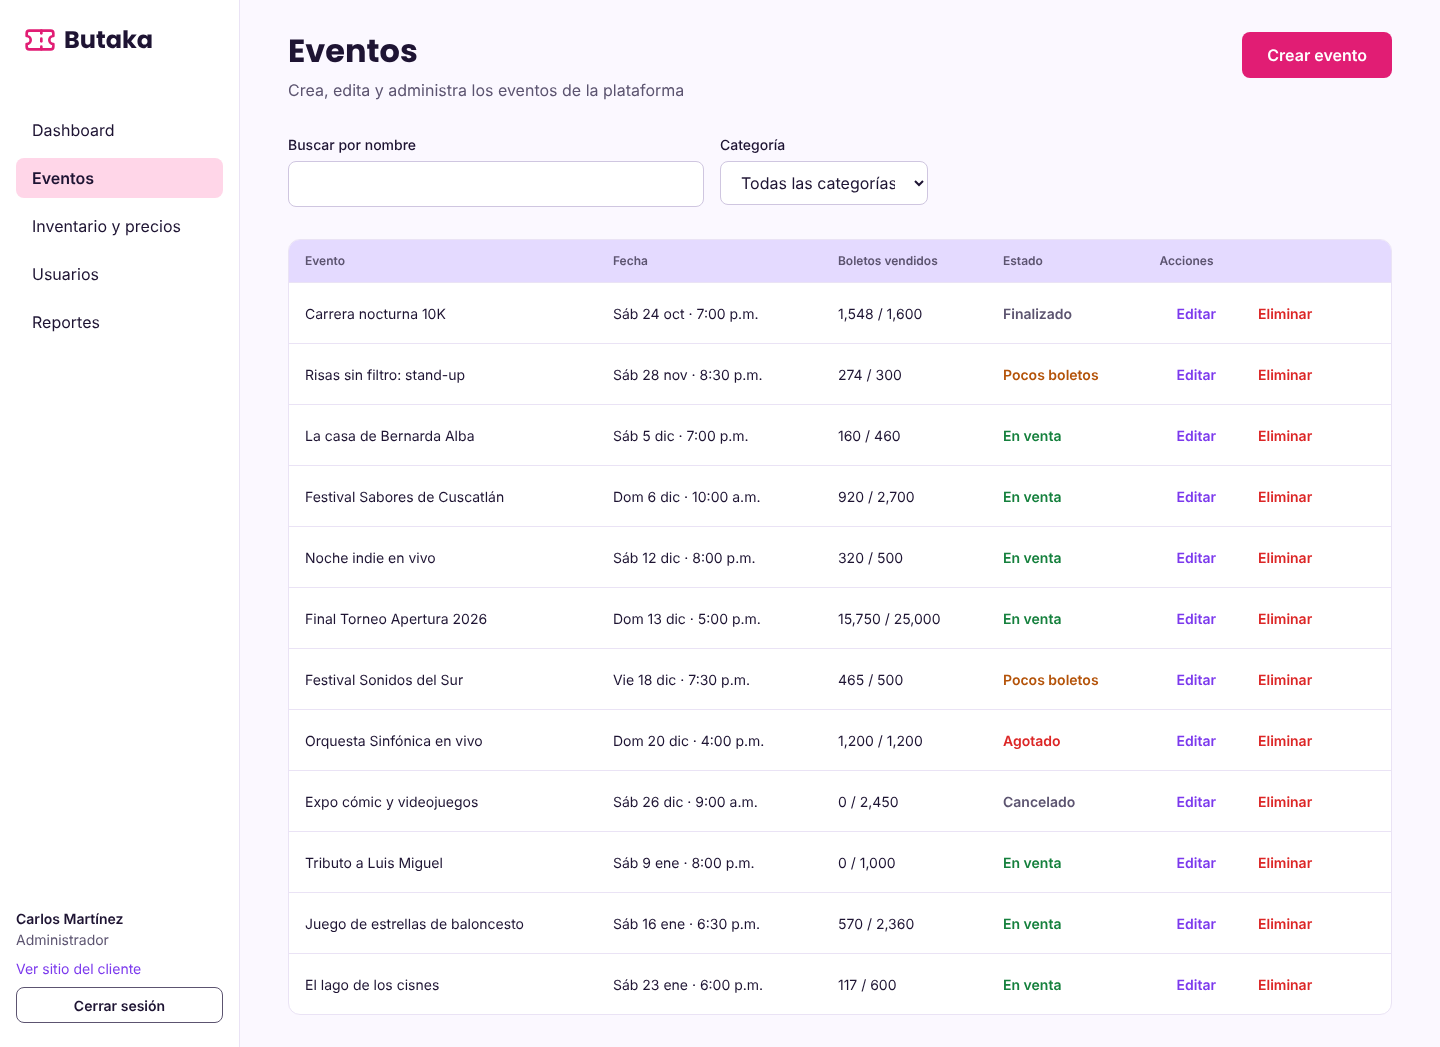 Butaka
Dashboard
Eventos
Inventario y precios
Usuarios
Reportes
Carlos Martínez
Administrador
Ver sitio del cliente
Cerrar sesión
Eventos
Crea, edita y administra los eventos de la plataforma
Crear evento
Buscar por nombre
Categoría
Todas las categorías
Evento Fecha Boletos vendidos Estado Acciones
Carrera nocturna 10K Sáb 24 oct · 7:00 p.m. 1,548 / 1,600 Finalizado Editar Eliminar
Risas sin filtro: stand-up Sáb 28 nov · 8:30 p.m. 274 / 300 Pocos boletos Editar Eliminar
La casa de Bernarda Alba Sáb 5 dic · 7:00 p.m. 160 / 460 En venta Editar Eliminar
Festival Sabores de Cuscatlán Dom 6 dic · 10:00 a.m. 920 / 2,700 En venta Editar Eliminar
Noche indie en vivo Sáb 12 dic · 8:00 p.m. 320 / 500 En venta Editar Eliminar
Final Torneo Apertura 2026 Dom 13 dic · 5:00 p.m. 15,750 / 25,000 En venta Editar Eliminar
Festival Sonidos del Sur Vie 18 dic · 7:30 p.m. 465 / 500 Pocos boletos Editar Eliminar
Orquesta Sinfónica en vivo Dom 20 dic · 4:00 p.m. 1,200 / 1,200 Agotado Editar Eliminar
Expo cómic y videojuegos Sáb 26 dic · 9:00 a.m. 0 / 2,450 Cancelado Editar Eliminar
Tributo a Luis Miguel Sáb 9 ene · 8:00 p.m. 0 / 1,000 En venta Editar Eliminar
Juego de estrellas de baloncesto Sáb 16 ene · 6:30 p.m. 570 / 2,360 En venta Editar Eliminar
El lago de los cisnes Sáb 23 ene · 6:00 p.m. 117 / 600 En venta Editar Eliminar